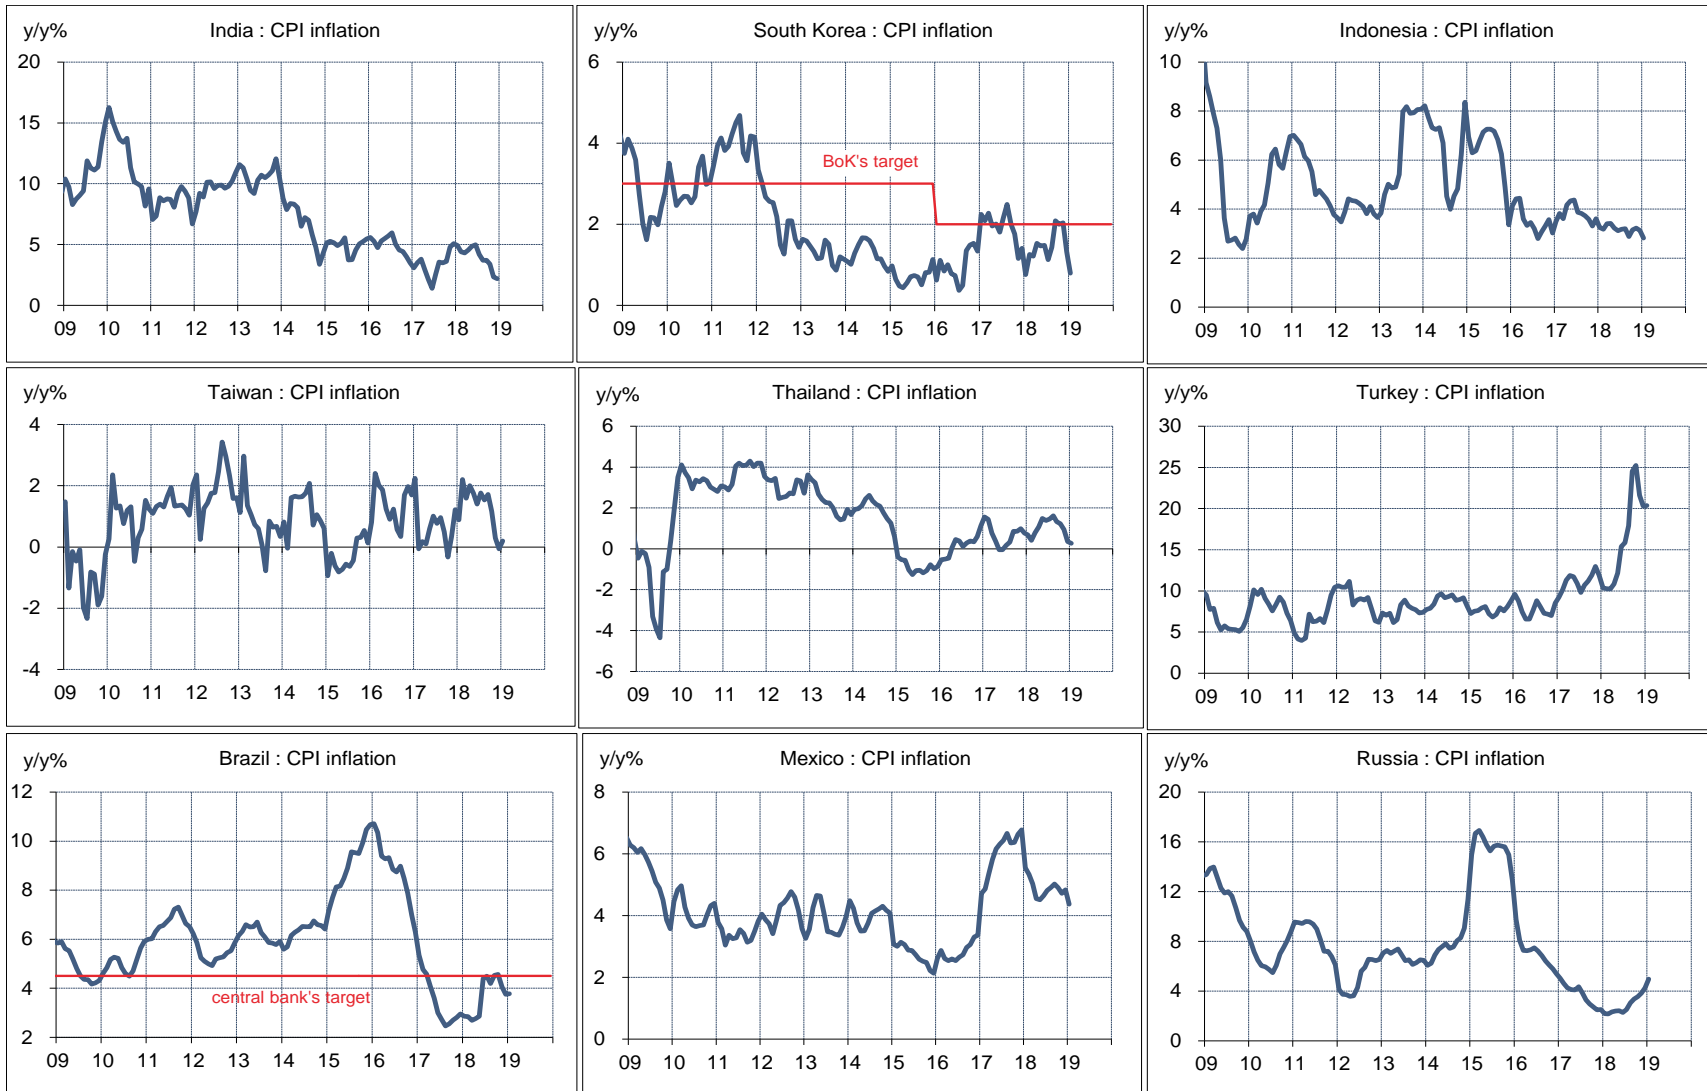 y/y%
India : CPI inflation
20
15
10
5
0
09 10 11 12 13 14 15 16 17 18 19
y/y%
South Korea : CPI inflation
6
4
2
0
BoK's target
09 10 11 12 13 14 15 16 17 18 19
y/y%
Indonesia : CPI inflation
10
8
6
4
2
0
09 10 11 12 13 14 15 16 17 18 19
y/y%
Taiwan : CPI inflation
4
2
0
-2
-4
09 10 11 12 13 14 15 16 17 18 19
y/y%
Thailand : CPI inflation
6
4
2
0
-2
-4
-6
09 10 11 12 13 14 15 16 17 18 19
y/y%
Turkey : CPI inflation
30
25
20
15
10
5
0
09 10 11 12 13 14 15 16 17 18 19
y/y%
Brazil : CPI inflation
12
10
8
6
4
2
central bank's target
09 10 11 12 13 14 15 16 17 18 19
y/y%
Mexico : CPI inflation
8
6
4
2
0
09 10 11 12 13 14 15 16 17 18 19
y/y%
Russia : CPI inflation
20
16
12
8
4
0
09 10 11 12 13 14 15 16 17 18 19